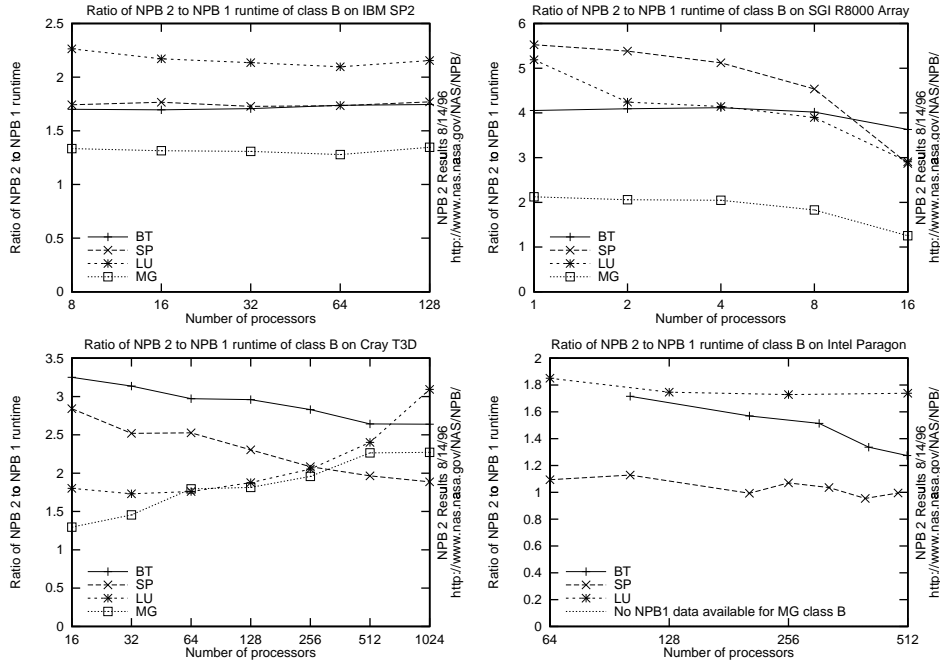 Ratio of NPB 2 to NPB 1 runtime of class B on IBM SP2
Ratio of NPB 2 to NPB 1 runtime
2.5
2
1.5
1
0.5
0
BT
SP
LU
MG
8
16
32
64
128
Number of processors
NPB 2 Results 8/14/96
http://www.nas.nasa.gov/NAS/NPB/
Ratio of NPB 2 to NPB 1 runtime of class B on SGI R8000 Array
Ratio of NPB 2 to NPB 1 runtime
6
5
4
3
2
1
0
BT
SP
LU
MG
1
2
4
8
16
Number of processors
NPB 2 Results 8/14/96
http://www.nas.nasa.gov/NAS/NPB/
Ratio of NPB 2 to NPB 1 runtime of class B on Cray T3D
Ratio of NPB 2 to NPB 1 runtime
3.5
3
2.5
2
1.5
1
0.5
0
BT
SP
LU
MG
16
32
64
128
256
512
1024
Number of processors
NPB 2 Results 8/14/96
http://www.nas.nasa.gov/NAS/NPB/
Ratio of NPB 2 to NPB 1 runtime of class B on Intel Paragon
Ratio of NPB 2 to NPB 1 runtime
2
1.8
1.6
1.4
1.2
1
0.8
0.6
0.4
0.2
0
BT
SP
LU
No NPB1 data available for MG class B
64
128
256
512
Number of processors
NPB 2 Results 8/14/96
http://www.nas.nasa.gov/NAS/NPB/